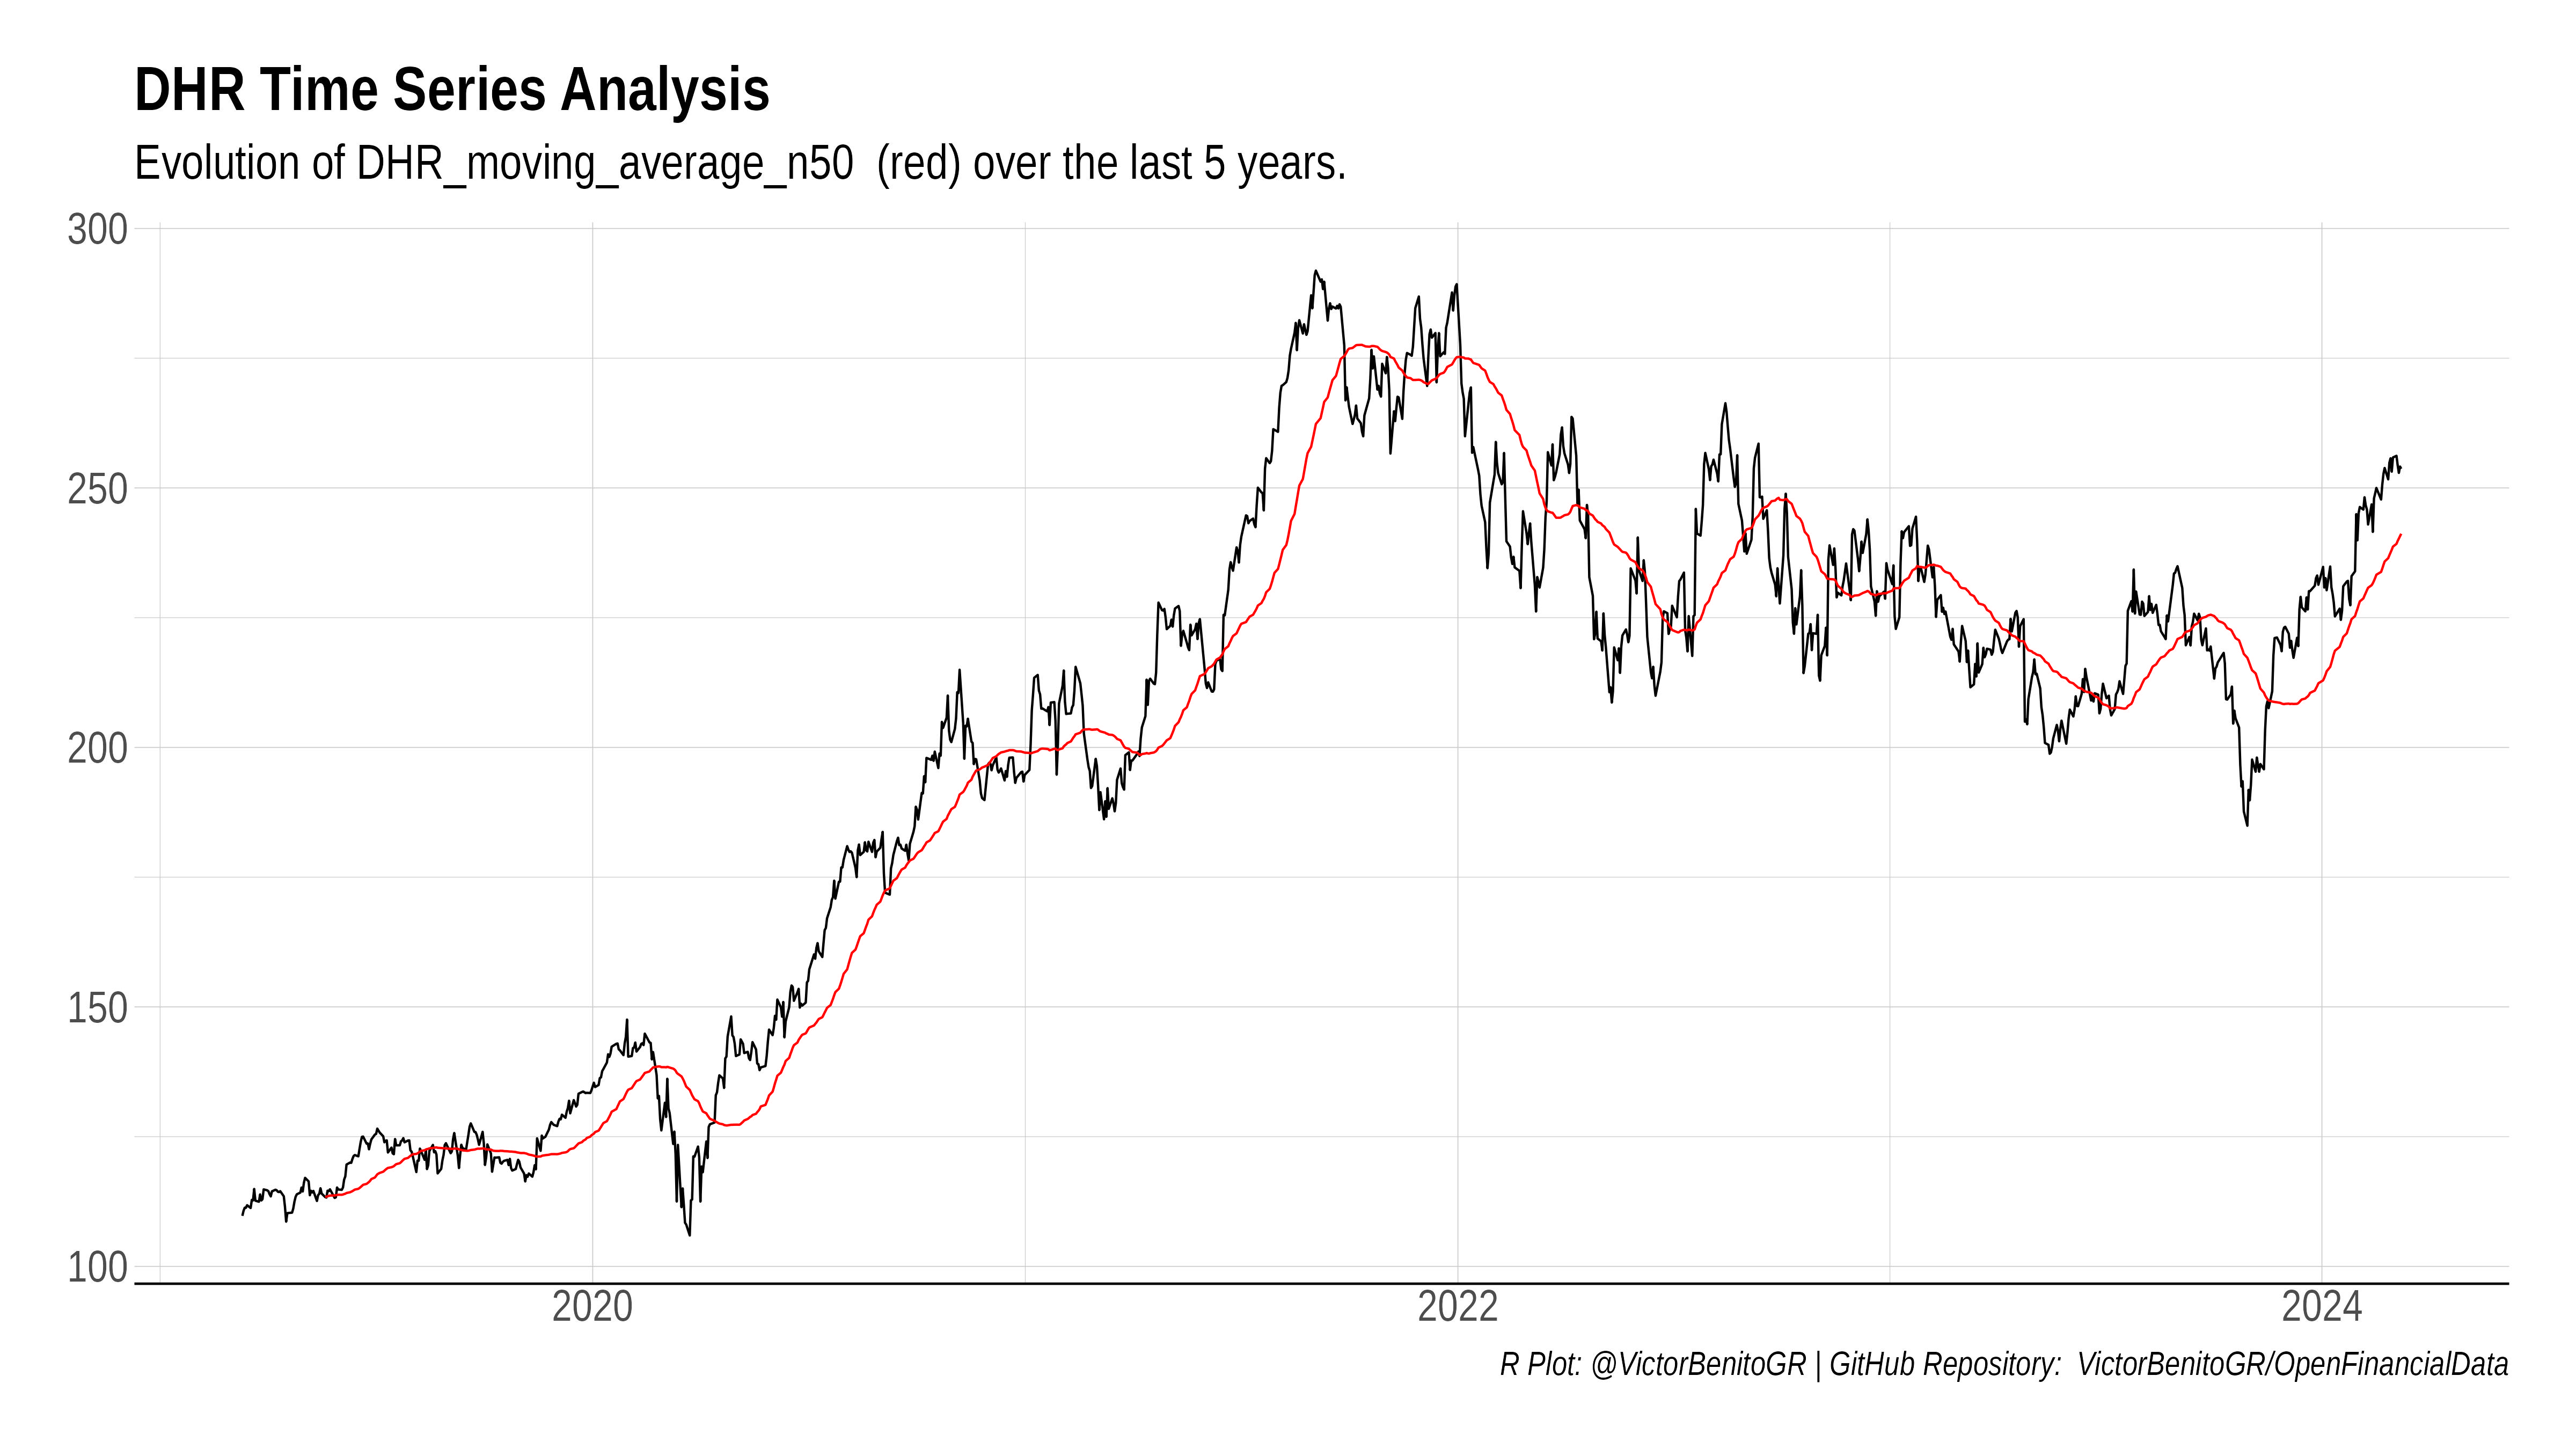 DHR Time Series Analysis
Evolution of DHR_moving_average_n50  (red) over the last 5 years.
300
250
200
150
100
2020 2022 2024
R Plot: @VictorBenitoGR | GitHub Repository:  VictorBenitoGR/OpenFinancialData